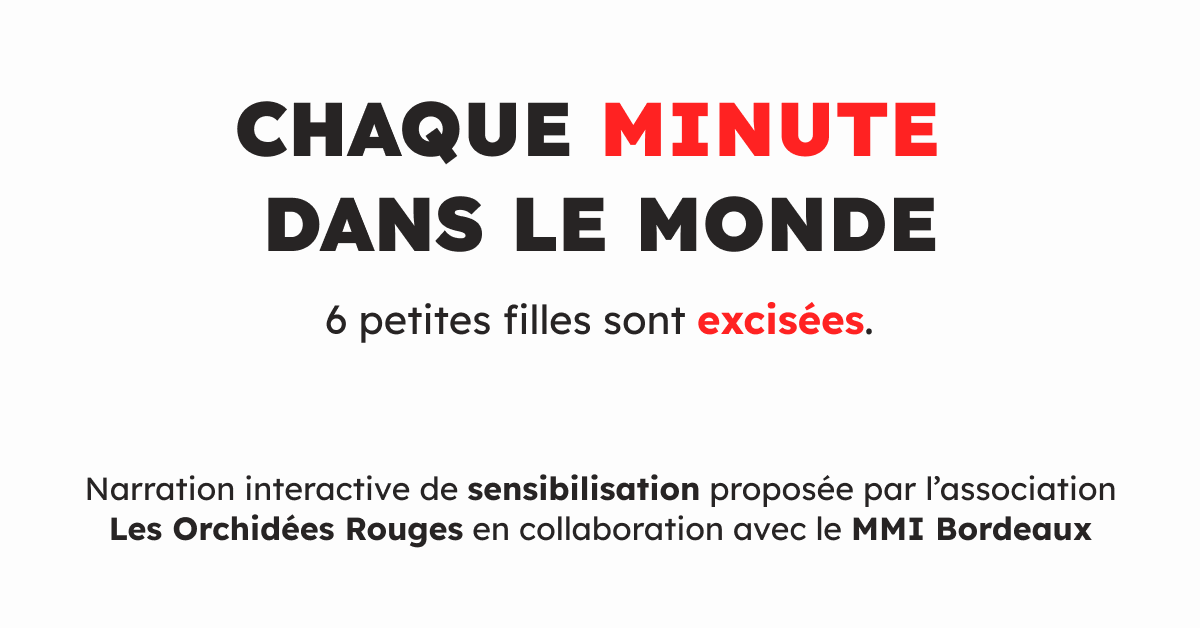 CHAQUE MINUTE
DANS LE MONDE
6 petites filles sont excisées.
Narration interactive de sensibilisation proposée par l’association
Les Orchidées Rouges en collaboration avec le MMI Bordeaux